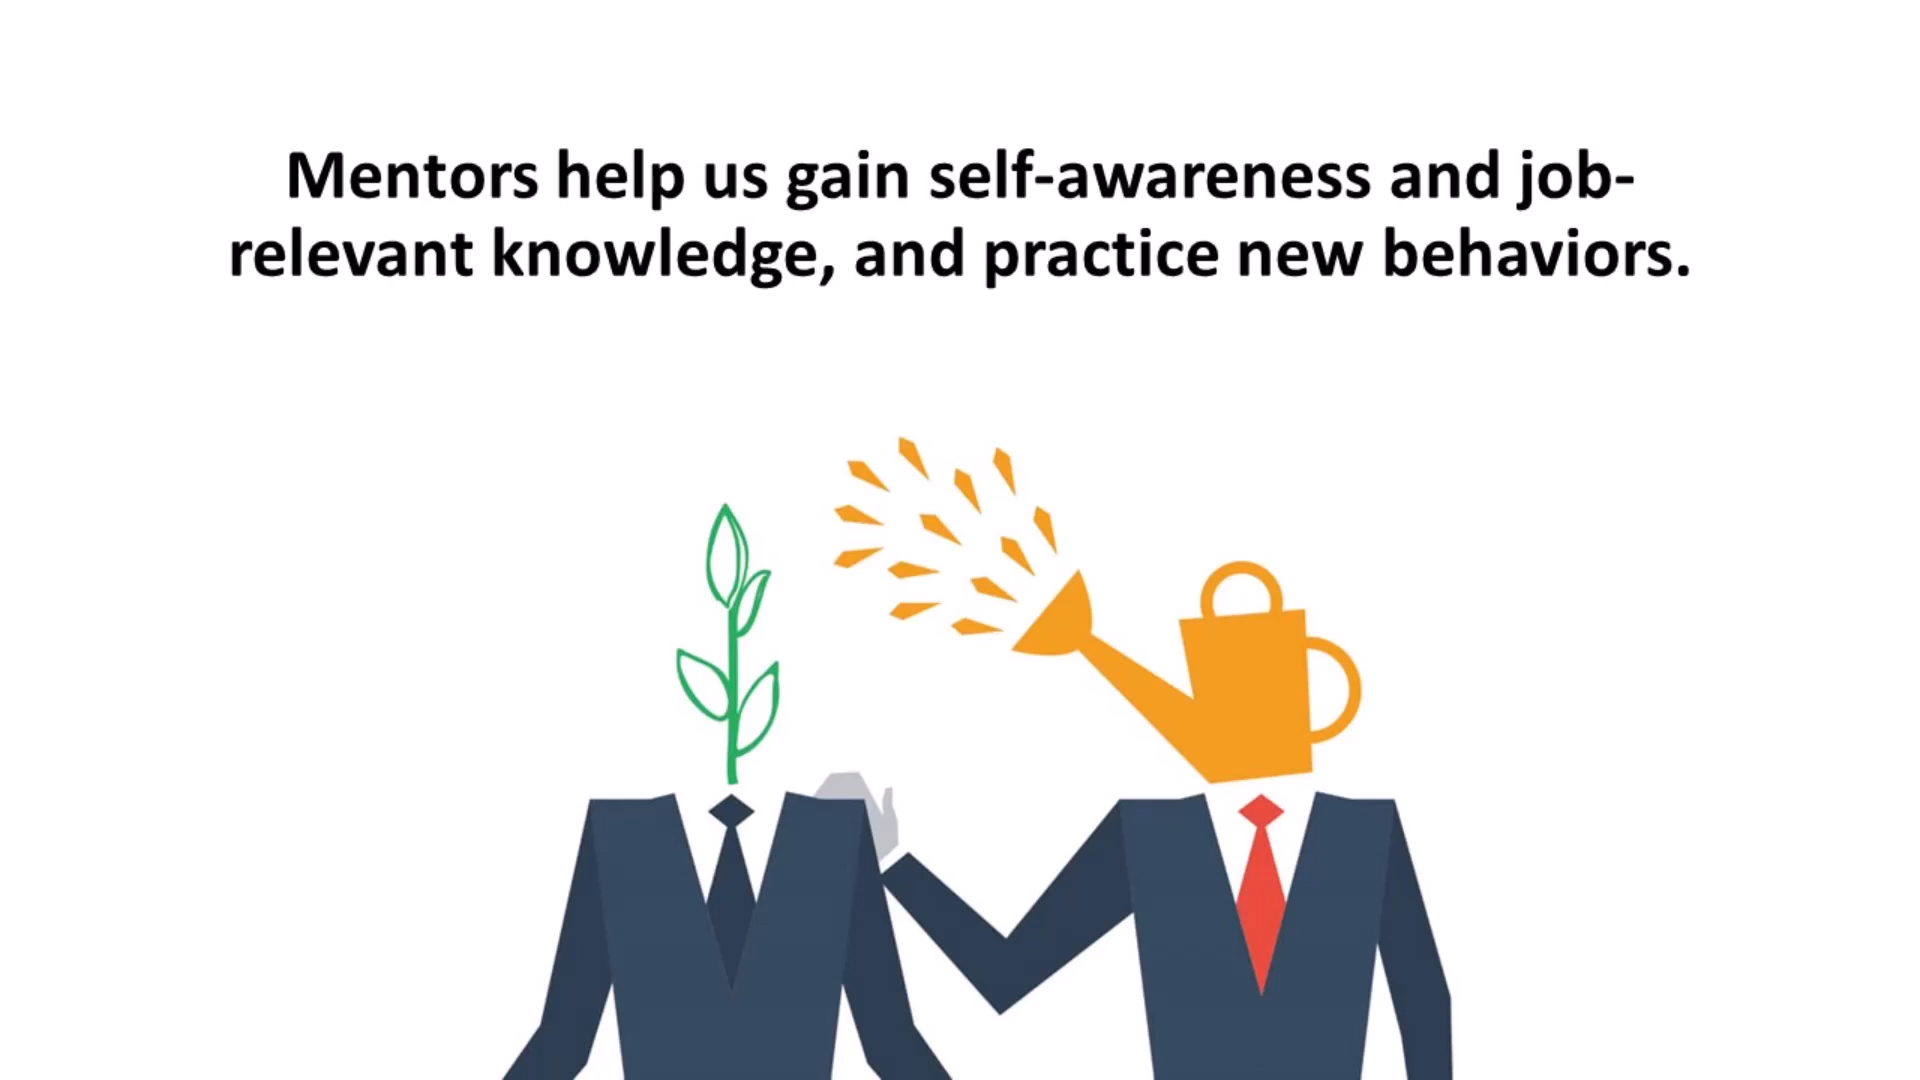 Mentors help us gain self-awareness and job-
relevant knowledge, and practice new behaviors.